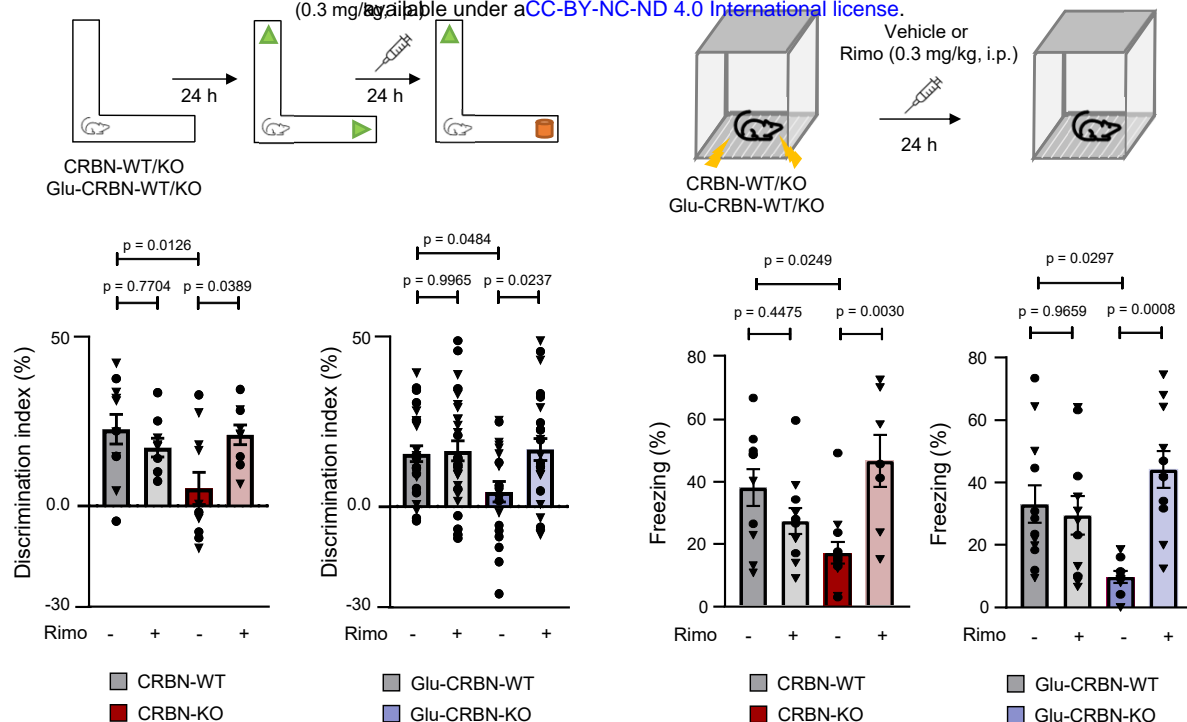 available under aCC-BY-NC-ND 4.0 International license.
(0.3 mg/kg, i.p.)
24 h
24 h
CRBN-WT/KO
Glu-CRBN-WT/KO
Vehicle or
Rimo (0.3 mg/kg, i.p.)
24 h
CRBN-WT/KO
Glu-CRBN-WT/KO
p = 0.0126
p = 0.7704
p = 0.0389
Discrimination index (%)
50
0.0
-30
Rimo - + - +
CRBN-WT
CRBN-KO
p = 0.0484
p = 0.9965
p = 0.0237
Discrimination index (%)
50
0.0
-30
- + - +
Glu-CRBN-WT
Glu-CRBN-KO
p = 0.0249
p = 0.4475
p = 0.0030
Freezing (%)
80
60
40
20
0
Rimo - + - +
CRBN-WT
CRBN-KO
p = 0.0297
p = 0.9659
p = 0.0008
Freezing (%)
80
60
40
20
0
Rimo - + - +
Glu-CRBN-WT
Glu-CRBN-KO